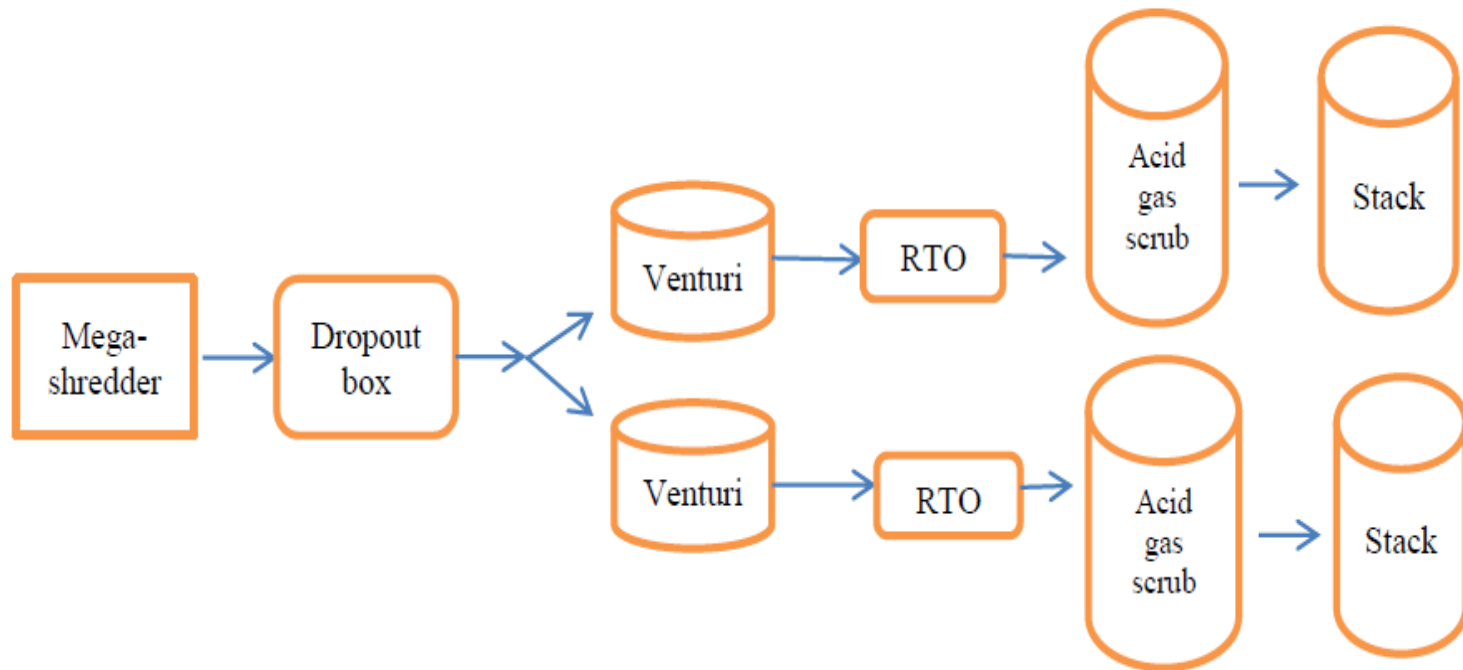 Mega-
shredder
Dropout
box
Venturi
RTO
Acid
gas
scrub
Stack
Venturi
RTO
Acid
gas
scrub
Stack